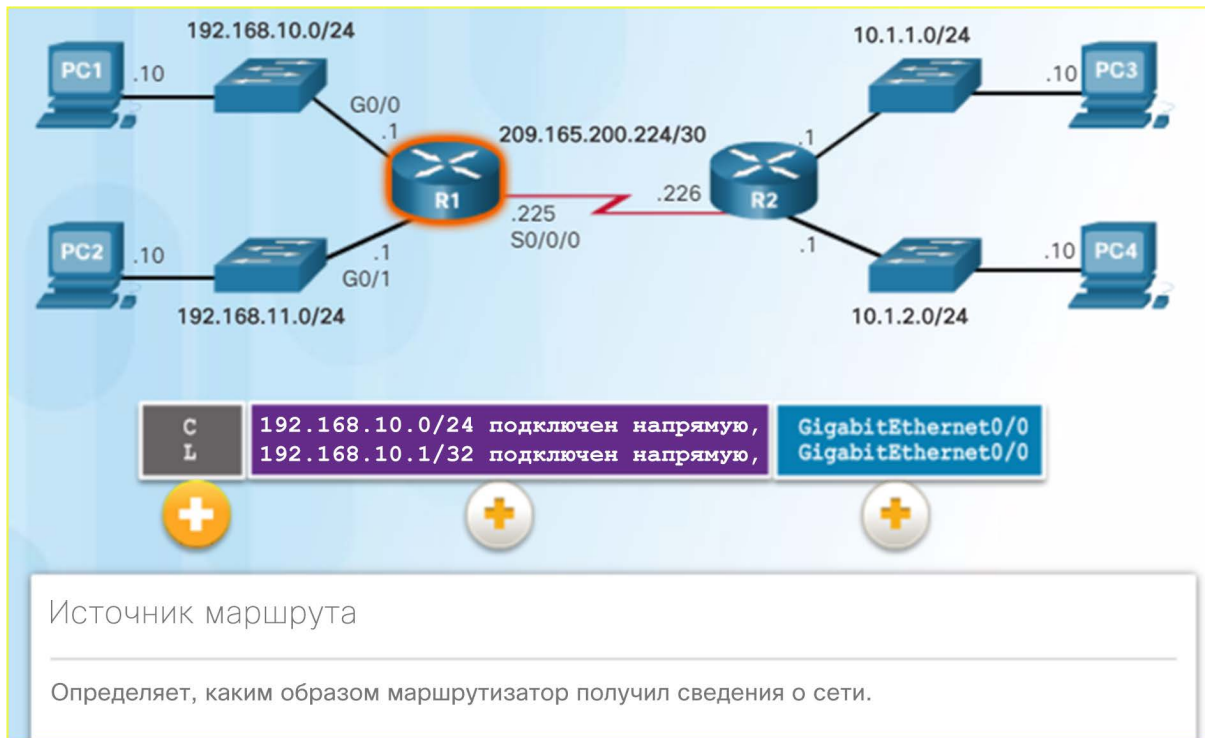 192.168.10.0/24
10.1.1.0/24
PC1
.10
.10
PC3
G0/0
.1
209.165.200.224/30
.1
R1
.226
R2
.225
S0/0/0
PC2
.10
.1
G0/1
.1
.10
PC4
192.168.11.0/24
10.1.2.0/24
C 192.168.10.0/24 подключен напрямую, GigabitEthernet0/0
L 192.168.10.1/32 подключен напрямую, GigabitEthernet0/0
Источник маршрута
Определяет, каким образом маршрутизатор получил сведения о сети.